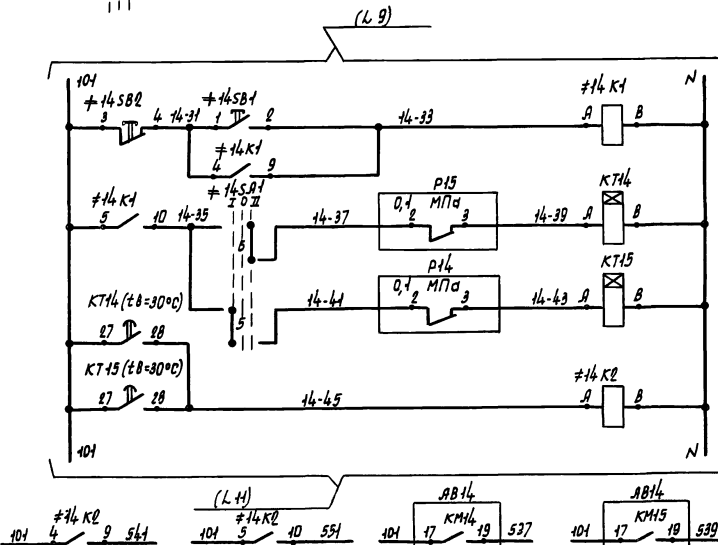 (L 9)
101
N
≠14SB2
3 4
14-31
≠14SB1
1 2
14-33
≠14K1
A B
≠14K1
4 9
≠14SA1
I 0 II
≠14K1
5 10
14-35
6
14-37
P15
0,1 МПа
2 3
14-39
KT14
A B
5
14-41
P14
0,1 МПа
2 3
14-43
KT15
A B
KT14 (tв=30°C)
27 28
KT15 (tв=30°C)
27 28
14-45
≠14K2
A B
101
N
(L11)
101 4 ≠14K2 9 541
101 5 ≠14K2 10 551
АВ14
101 17 KM14 19 537
АВ14
101 17 KM15 19 539